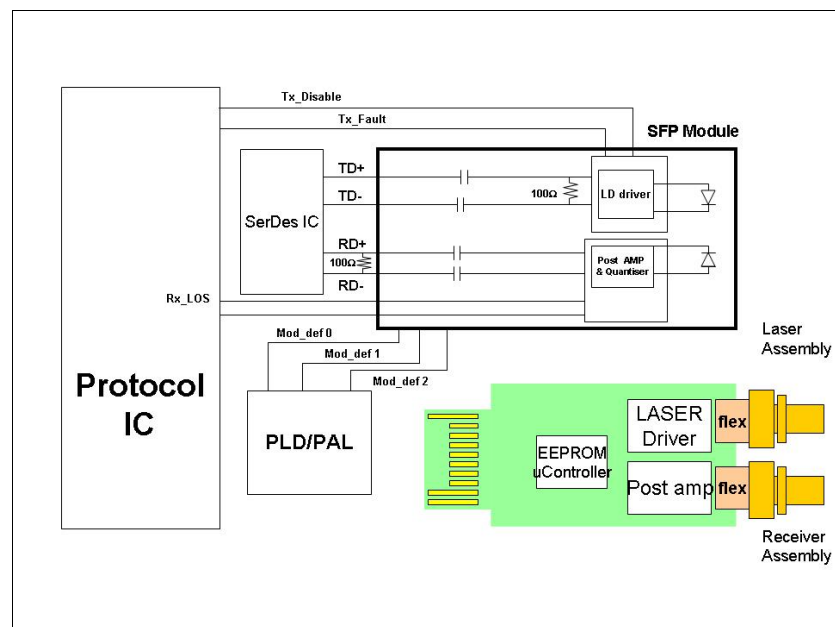 Tx_Disable
Tx_Fault
SFP Module
TD+
TD-
100Ω
LD driver
SerDes IC
RD+
100Ω
RD-
Post AMP
& Quantiser
Rx_LOS
Mod_def 0
Mod_def 1
Mod_def 2
Protocol
IC
PLD/PAL
Laser
Assembly
LASER
Driver
flex
EEPROM
uController
Post amp
flex
Receiver
Assembly